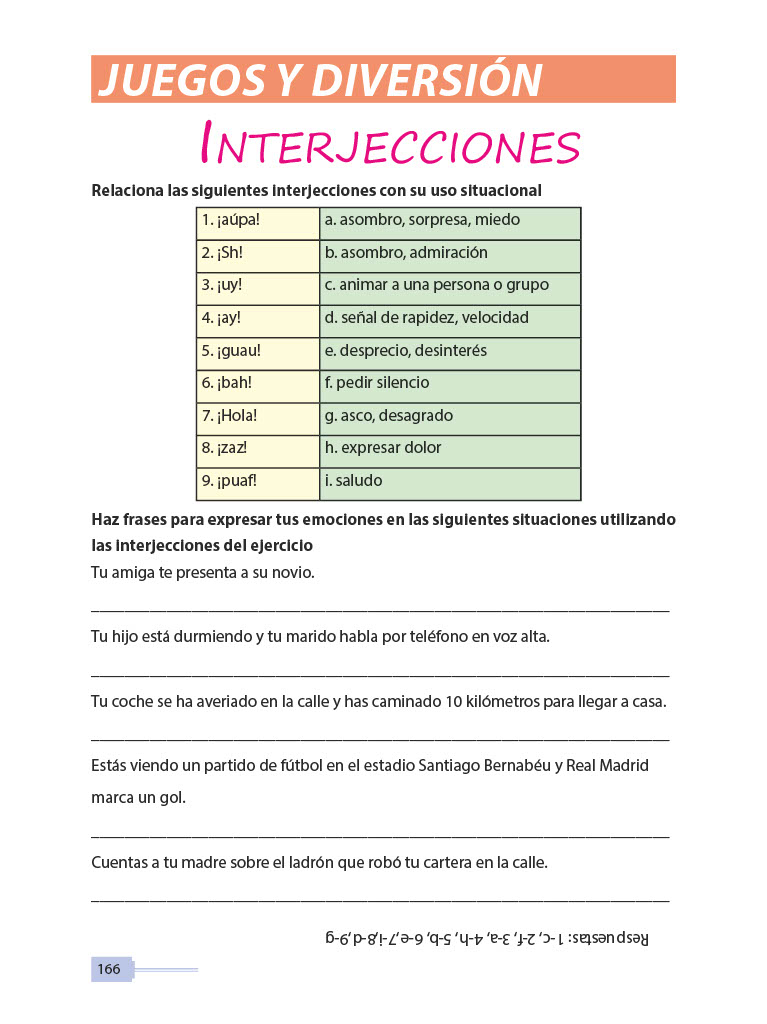 JUEGOS Y DIVERSIÓN
INTERJECCIONES
Relaciona las siguientes interjecciones con su uso situacional
1. ¡aúpa! a. asombro, sorpresa, miedo
2. ¡Sh! b. asombro, admiración
3. ¡uy! c. animar a una persona o grupo
4. ¡ay! d. señal de rapidez, velocidad
5. ¡guau! e. desprecio, desinterés
6. ¡bah! f. pedir silencio
7. ¡Hola! g. asco, desagrado
8. ¡zaz! h. expresar dolor
9. ¡puaf! i. saludo
Haz frases para expresar tus emociones en las siguientes situaciones utilizando
las interjecciones del ejercicio
Tu amiga te presenta a su novio.
Tu hijo está durmiendo y tu marido habla por teléfono en voz alta.
Tu coche se ha averiado en la calle y has caminado 10 kilómetros para llegar a casa.
Estás viendo un partido de fútbol en el estadio Santiago Bernabéu y Real Madrid
marca un gol.
Cuentas a tu madre sobre el ladrón que robó tu cartera en la calle.
Respuestas: 1-c, 2-f, 3-a, 4-h, 5-b, 6-e,7-i,8-d,9-g
166